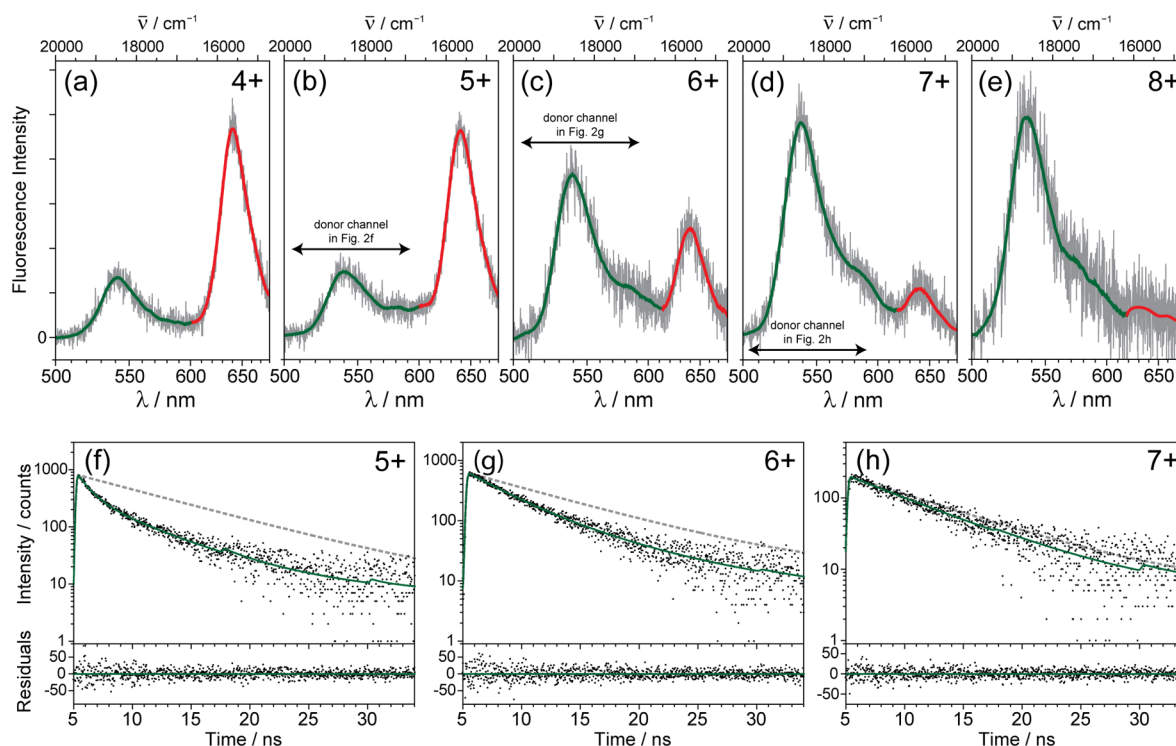 ν̄ / cm⁻¹ ν̄ / cm⁻¹ ν̄ / cm⁻¹ ν̄ / cm⁻¹ ν̄ / cm⁻¹
20000 18000 16000 20000 18000 16000 20000 18000 16000 20000 18000 16000 20000 18000 16000
(a) 4+ (b) 5+ (c) 6+ (d) 7+ (e) 8+
donor channel
in Fig. 2g
donor channel
in Fig. 2f
donor channel
in Fig. 2h
Fluorescence Intensity
0
500 550 600 650 500 550 600 650 500 550 600 650 500 550 600 650 500 550 600 650
λ / nm λ / nm λ / nm λ / nm λ / nm
(f) 5+ (g) 6+ (h) 7+
Intensity / counts
1000 1000
100 100 100
10 10 10
1 1 1
Residuals
50 50 50
0 0 0
-50 -50 -50
5 10 15 20 25 30 5 10 15 20 25 30 5 10 15 20 25 30
Time / ns Time / ns Time / ns